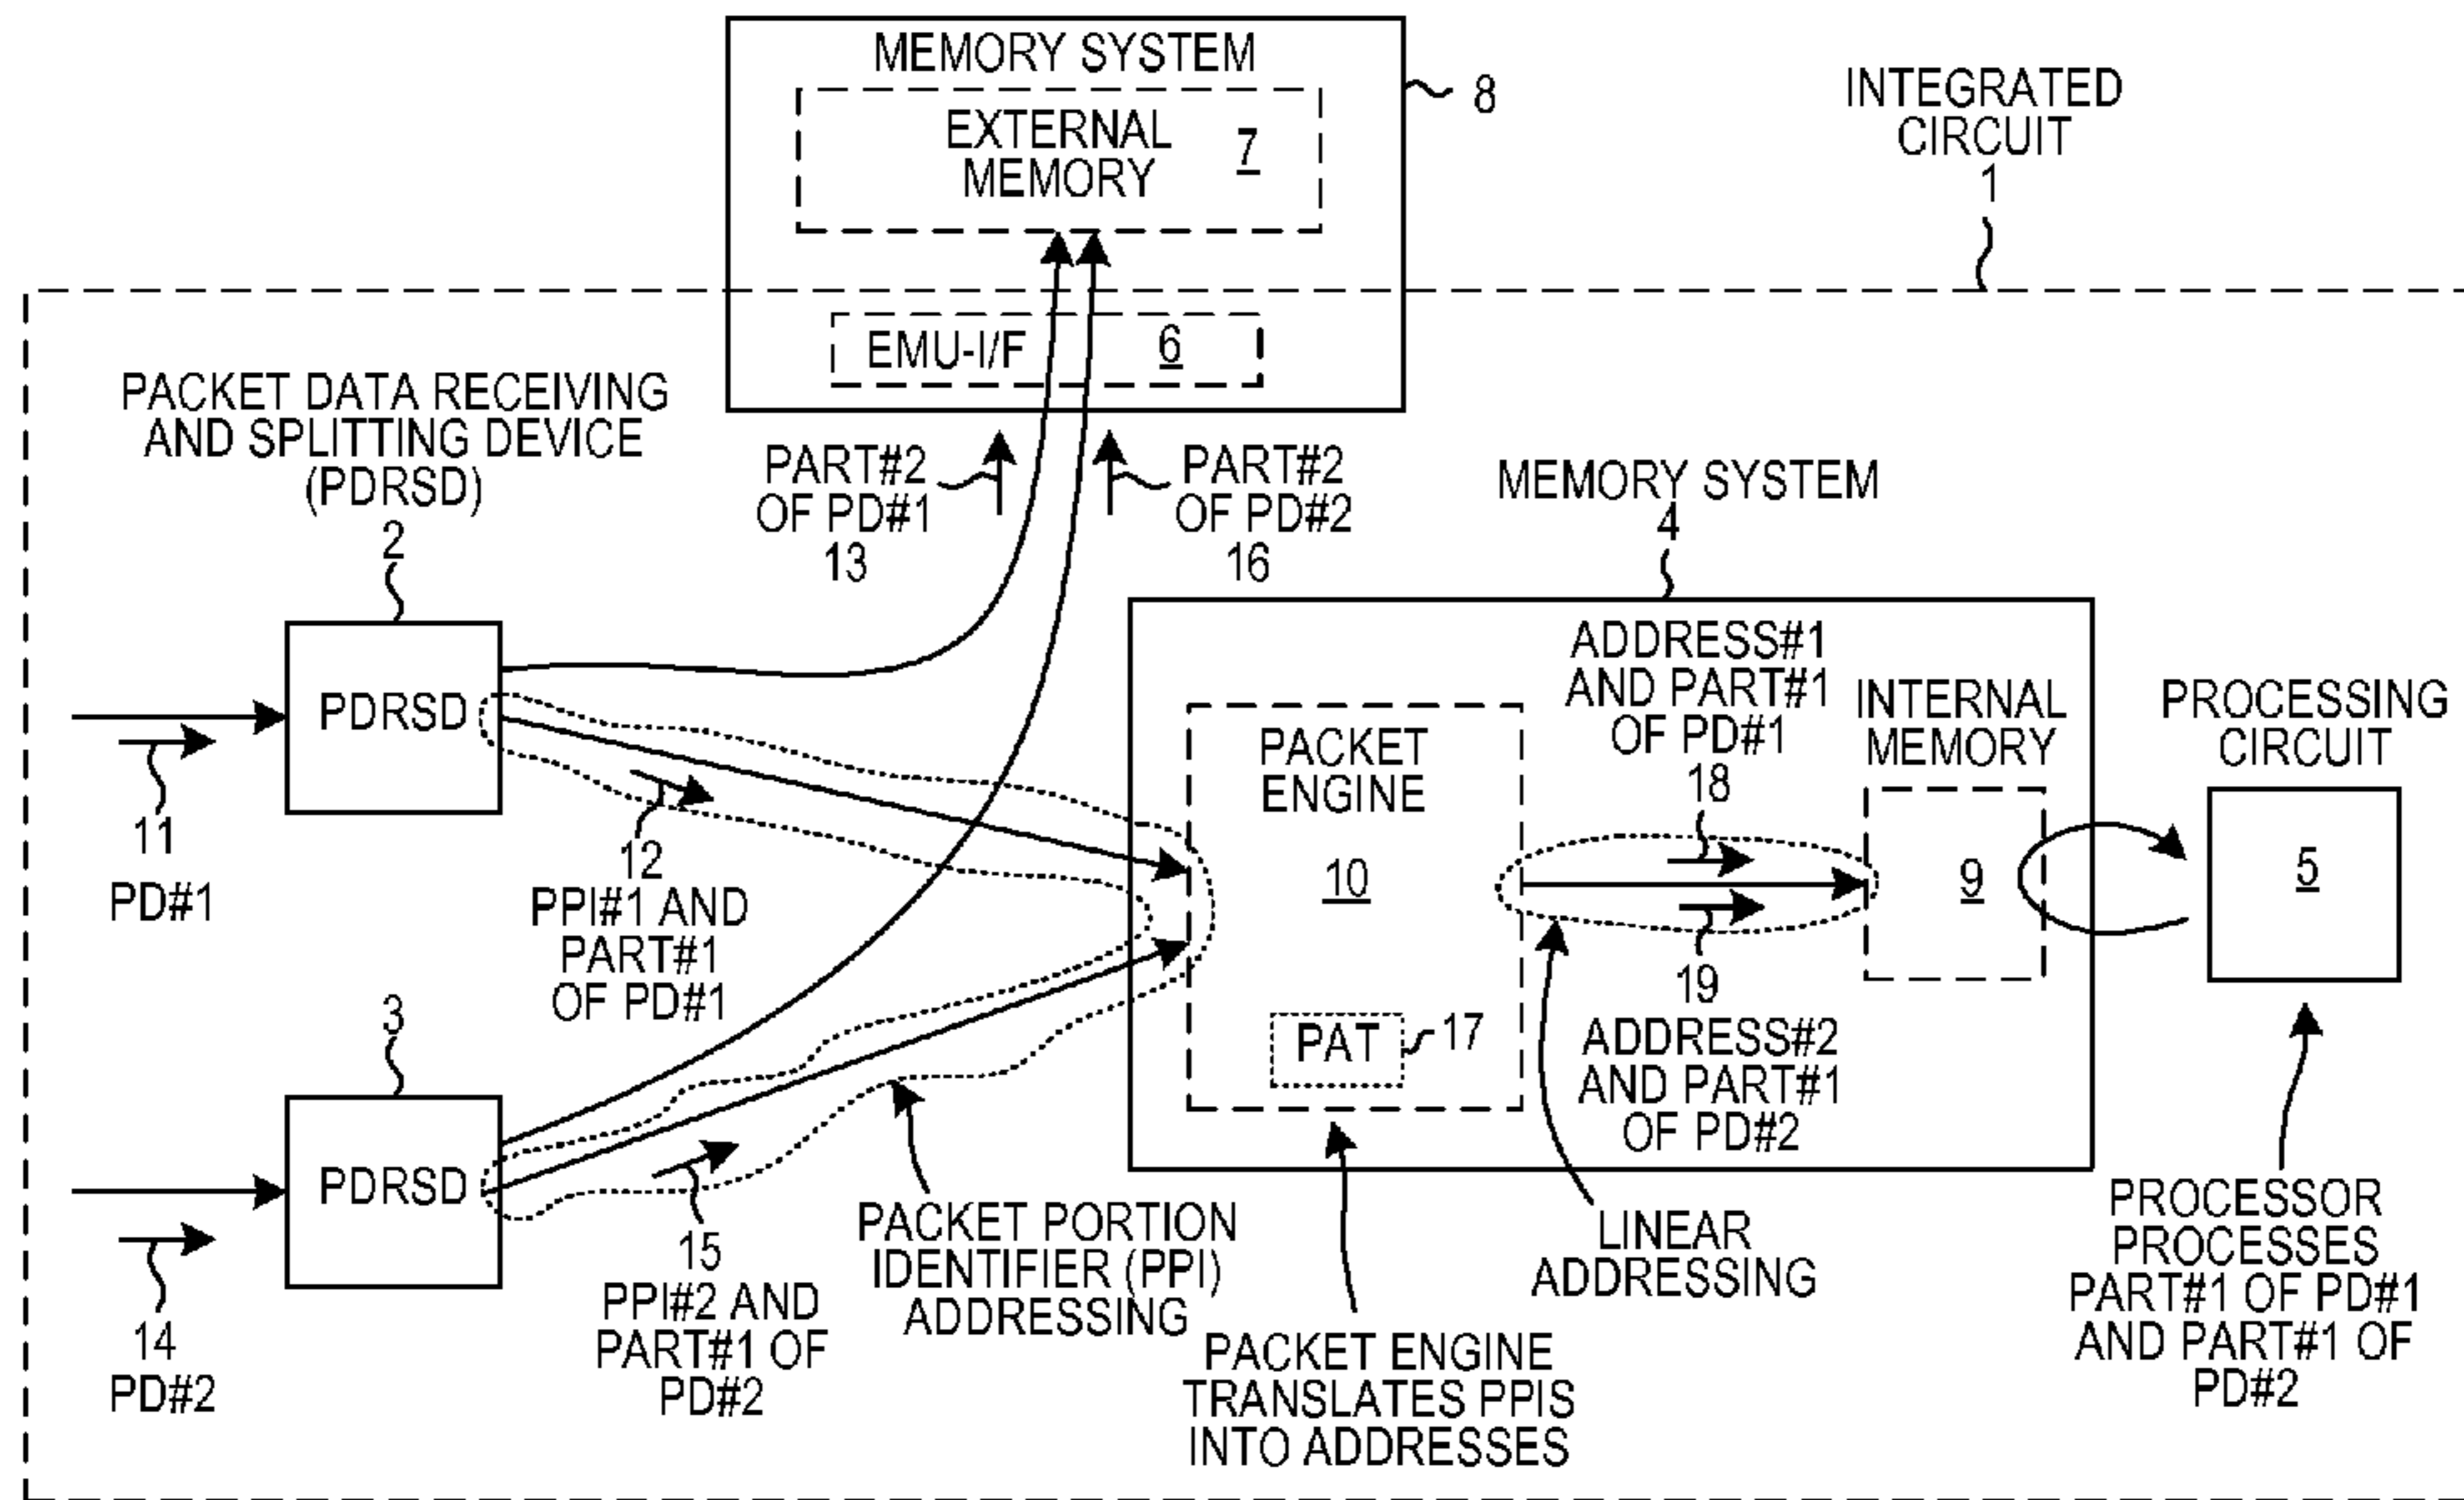 MEMORY SYSTEM
EXTERNAL
MEMORY
7
8
INTEGRATED
CIRCUIT
1
EMU-I/F
6
PACKET DATA RECEIVING
AND SPLITTING DEVICE
(PDRSD)
2
PART#2
OF PD#1
13
PART#2
OF PD#2
16
MEMORY SYSTEM
4
PDRSD
11
PD#1
12
PPI#1 AND
PART#1
OF PD#1
PACKET
ENGINE
10
PAT
17
ADDRESS#1
AND PART#1
OF PD#1
18
INTERNAL
MEMORY
9
PROCESSING
CIRCUIT
5
19
ADDRESS#2
AND PART#1
OF PD#2
3
PDRSD
14
PD#2
15
PPI#2 AND
PART#1 OF
PD#2
PACKET PORTION
IDENTIFIER (PPI)
ADDRESSING
PACKET ENGINE
TRANSLATES PPIS
INTO ADDRESSES
LINEAR
ADDRESSING
PROCESSOR
PROCESSES
PART#1 OF PD#1
AND PART#1 OF
PD#2